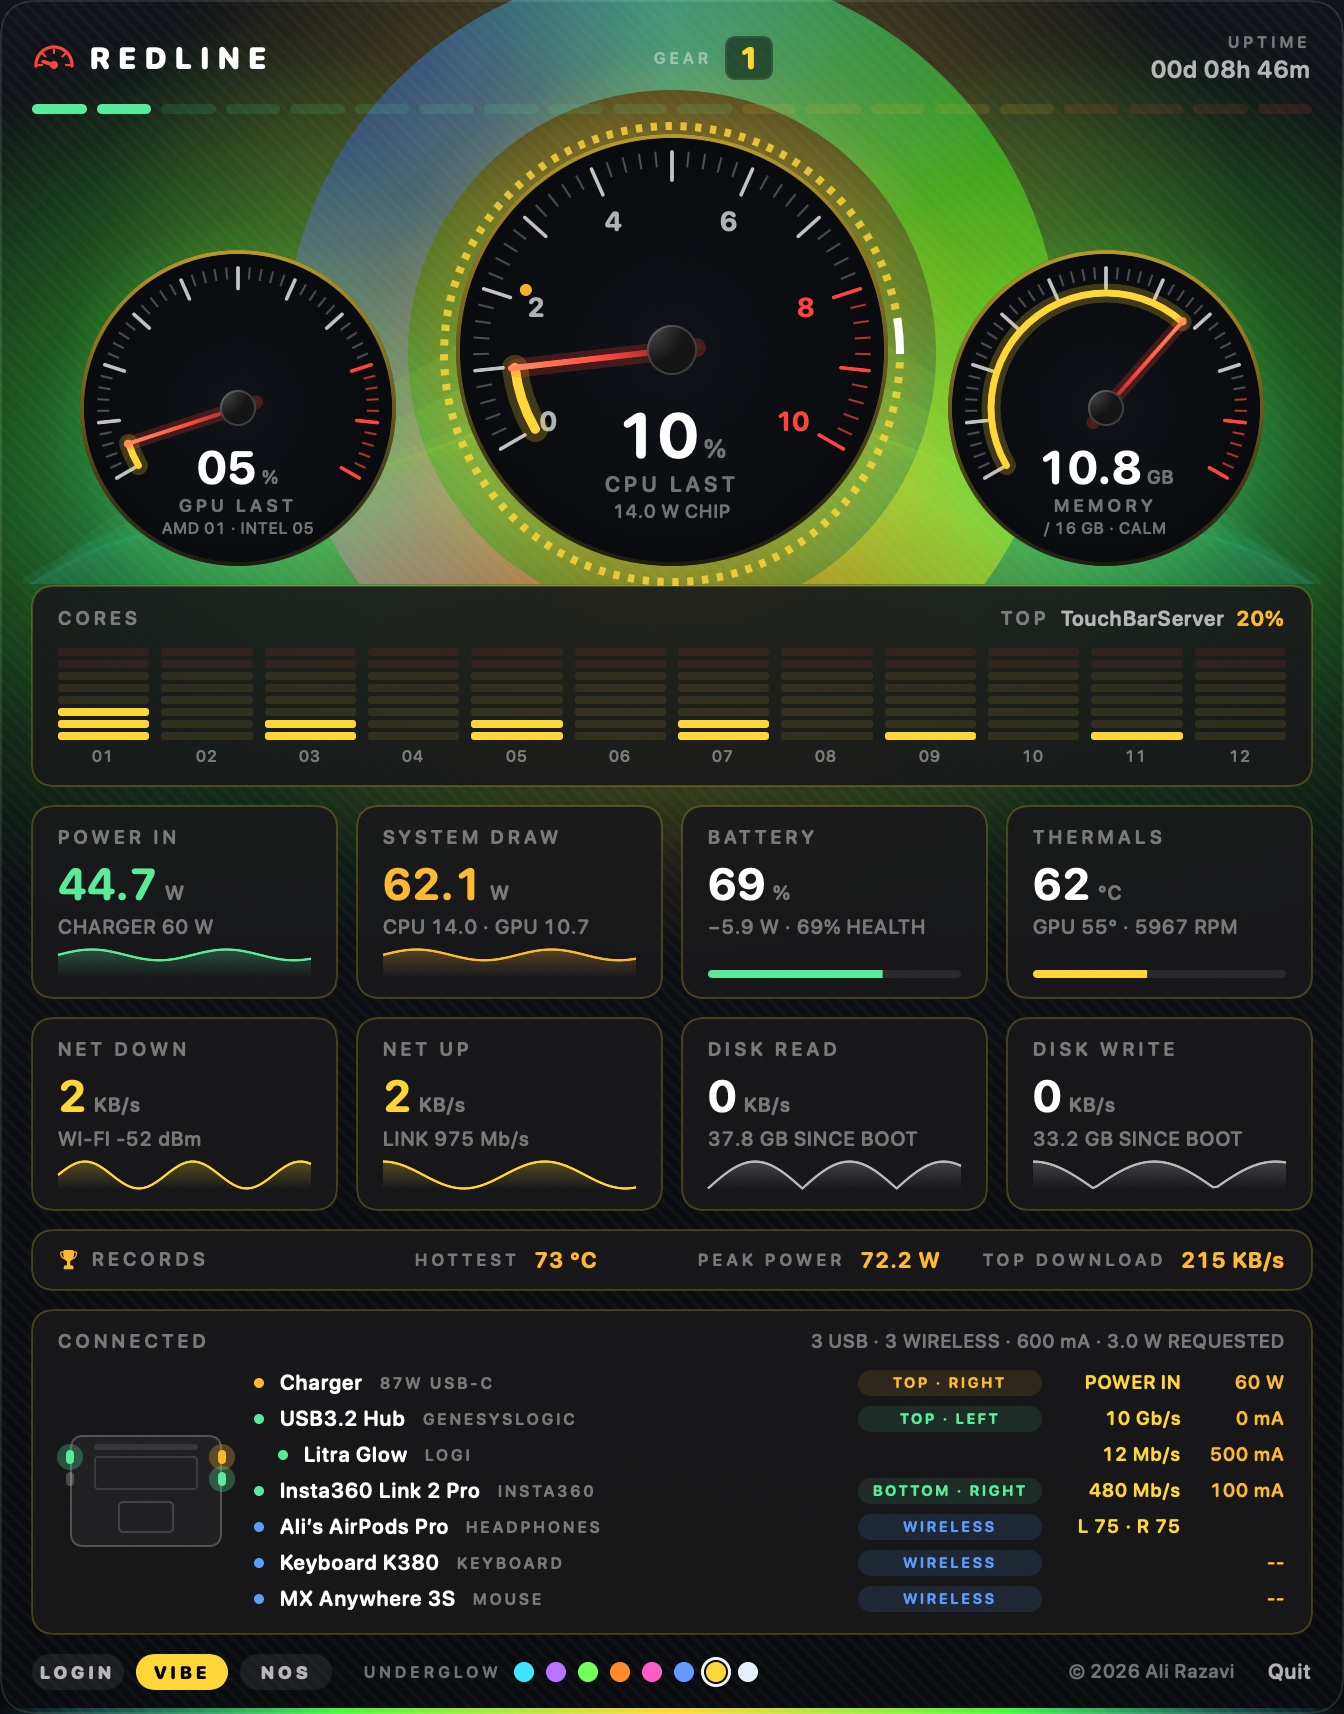 REDLINE
GEAR 1
UPTIME
00d 08h 46m
4 6
2 8
0 10
10 %
CPU LAST
14.0 W CHIP
05 %
GPU LAST
AMD 01 · INTEL 05
10.8 GB
MEMORY
/ 16 GB · CALM
CORES TOP TouchBarServer 20%
01 02 03 04 05 06 07 08 09 10 11 12
POWER IN
44.7 W
CHARGER 60 W
SYSTEM DRAW
62.1 W
CPU 14.0 · GPU 10.7
BATTERY
69 %
−5.9 W · 69% HEALTH
THERMALS
62 °C
GPU 55° · 5967 RPM
NET DOWN
2 KB/s
WI-FI -52 dBm
NET UP
2 KB/s
LINK 975 Mb/s
DISK READ
0 KB/s
37.8 GB SINCE BOOT
DISK WRITE
0 KB/s
33.2 GB SINCE BOOT
RECORDS HOTTEST 73 °C PEAK POWER 72.2 W TOP DOWNLOAD 215 KB/s
CONNECTED 3 USB · 3 WIRELESS · 600 mA · 3.0 W REQUESTED
Charger 87W USB-C TOP · RIGHT POWER IN 60 W
USB3.2 Hub GENESYSLOGIC TOP · LEFT 10 Gb/s 0 mA
Litra Glow LOGI 12 Mb/s 500 mA
Insta360 Link 2 Pro INSTA360 BOTTOM · RIGHT 480 Mb/s 100 mA
Ali's AirPods Pro HEADPHONES WIRELESS L 75 · R 75
Keyboard K380 KEYBOARD WIRELESS --
MX Anywhere 3S MOUSE WIRELESS --
LOGIN VIBE NOS UNDERGLOW © 2026 Ali Razavi Quit